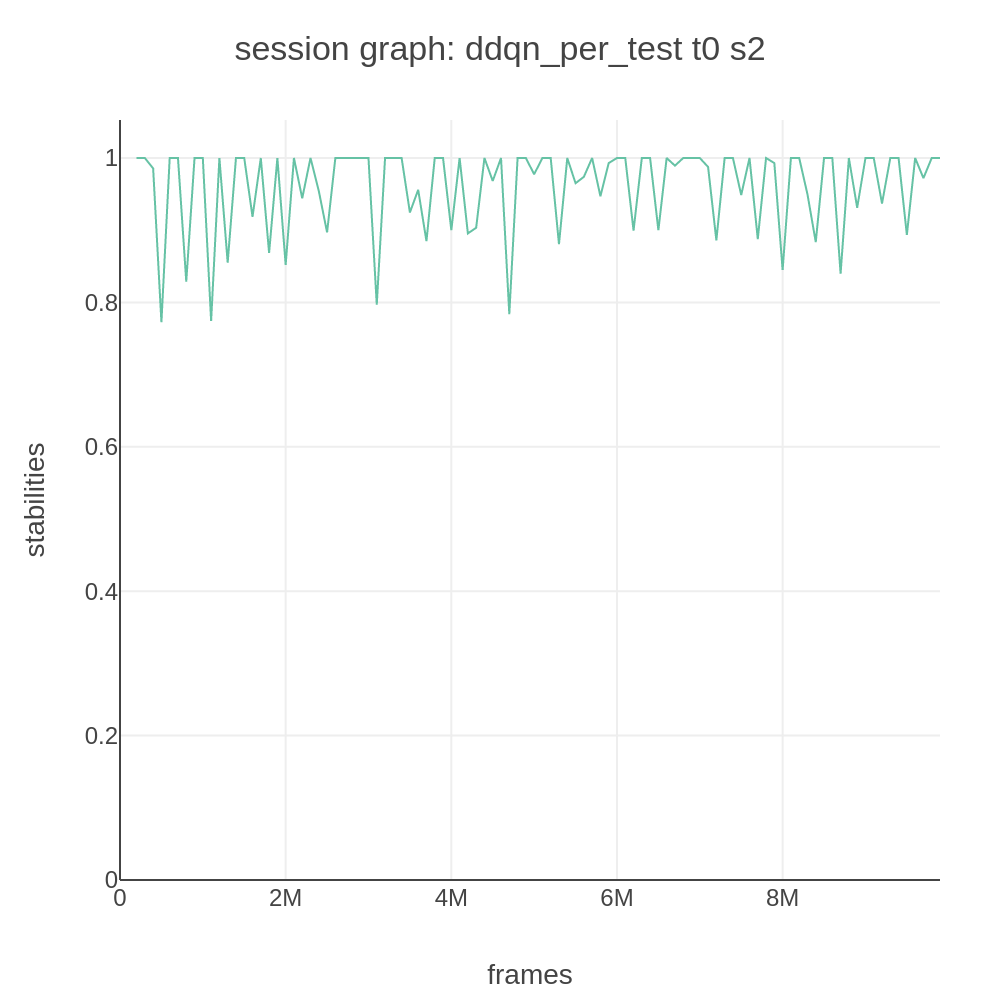 session graph: ddqn_per_test t0 s2
1
0.8
0.6
0.4
0.2
0
stabilities
0
2M
4M
6M
8M
frames